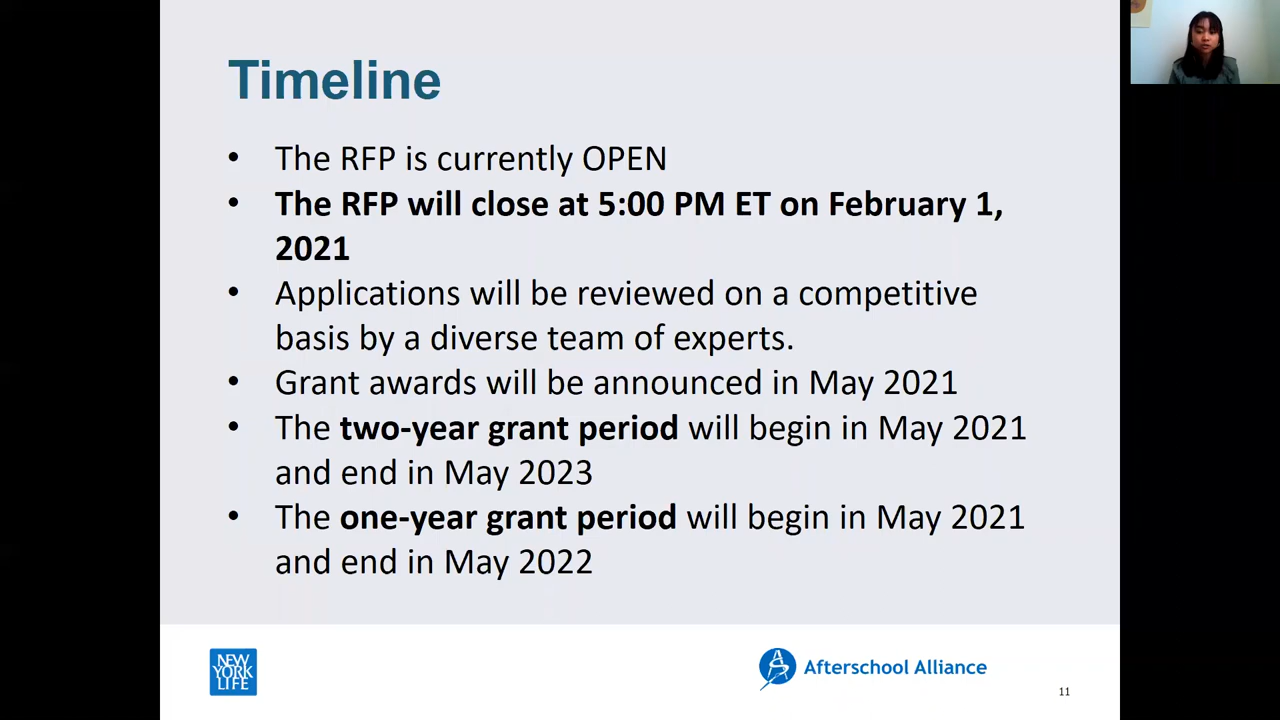 Timeline
• The RFP is currently OPEN
• The RFP will close at 5:00 PM ET on February 1,
2021
• Applications will be reviewed on a competitive
basis by a diverse team of experts.
• Grant awards will be announced in May 2021
• The two-year grant period will begin in May 2021
and end in May 2023
• The one-year grant period will begin in May 2021
and end in May 2022
NEW
YORK
LIFE
Afterschool Alliance
11